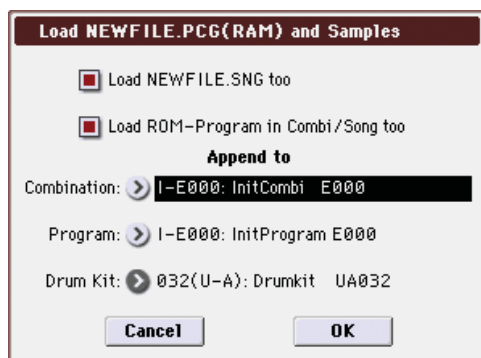 Load NEWFILE.PCG(RAM) and Samples
Load NEWFILE.SNG too
Load ROM-Program in Combi/Song too
Append to
Combination: I-E000: InitCombi E000
Program: I-E000: InitProgram E000
Drum Kit: 032(U-A): Drumkit UA032
Cancel OK